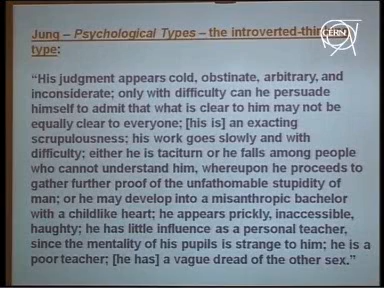 Jung – Psychological Types – the introverted-thi
type:
“His judgment appears cold, obstinate, arbitrary, and
inconsiderate; only with difficulty can he persuade
himself to admit that what is clear to him may not be
equally clear to everyone; [his is] an exacting
scrupulousness; his work goes slowly and with
difficulty; either he is taciturn or he falls among people
who cannot understand him, whereupon he proceeds to
gather further proof of the unfathomable stupidity of
man; or he may develop into a misanthropic bachelor
with a childlike heart; he appears prickly, inaccessible,
haughty; he has little influence as a personal teacher,
since the mentality of his pupils is strange to him; he is a
poor teacher; [he has] a vague dread of the other sex.”
CERN